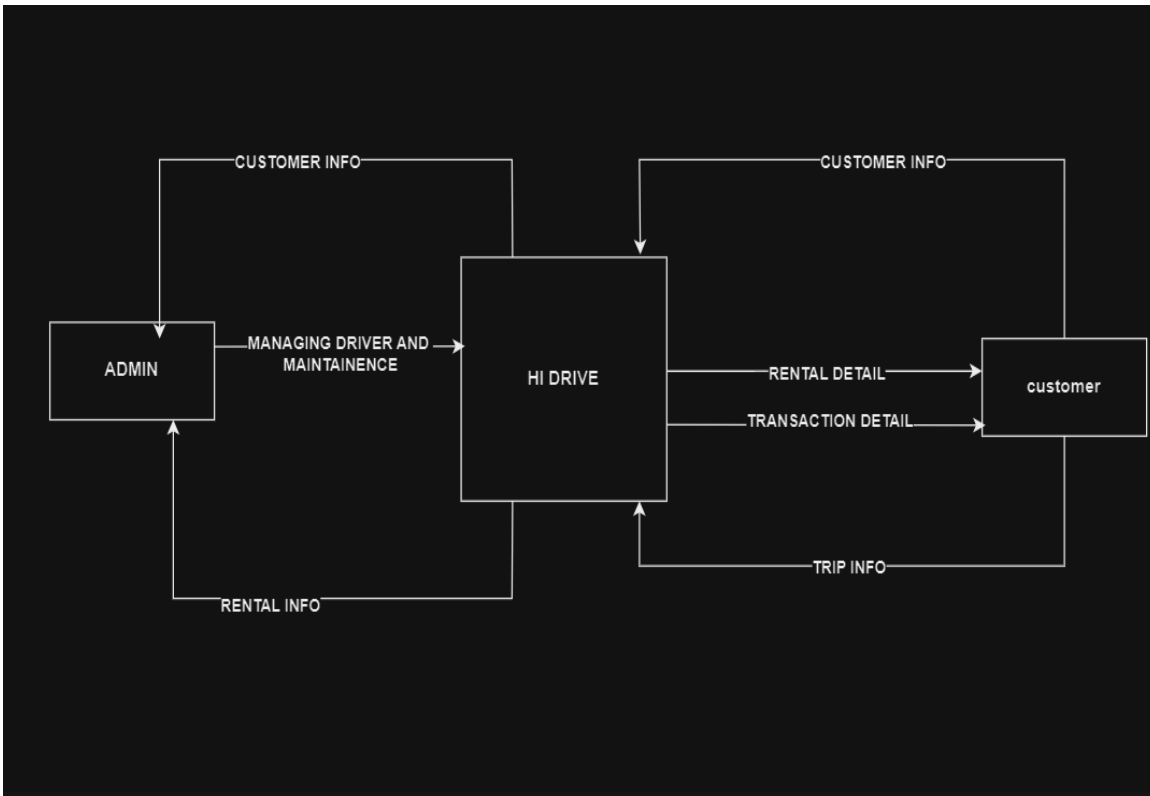 CUSTOMER INFO
CUSTOMER INFO
MANAGING DRIVER AND
MAINTAINENCE
ADMIN
HI DRIVE
RENTAL DETAIL
customer
TRANSACTION DETAIL
TRIP INFO
RENTAL INFO